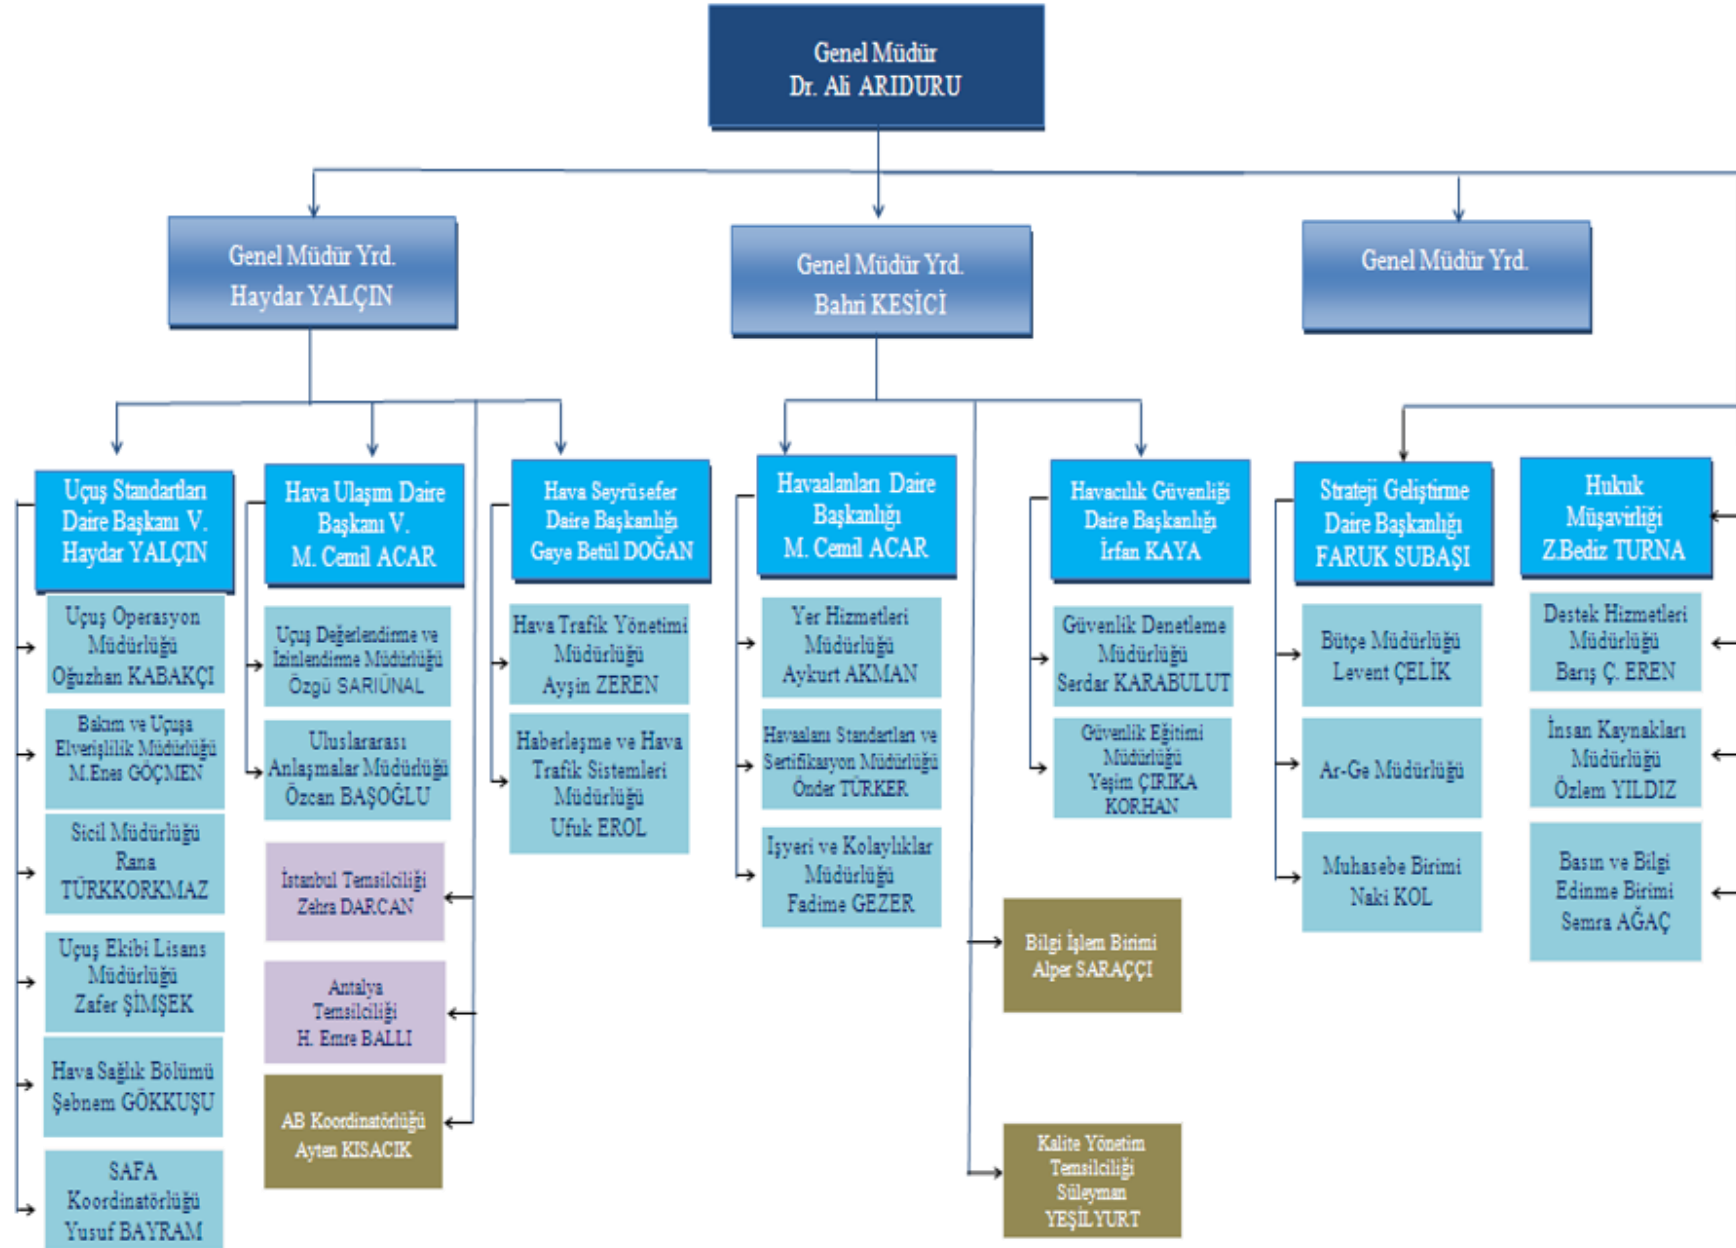 Genel Müdür
Dr. Ali ARIDURU
Genel Müdür Yrd.
Haydar YALÇIN
Genel Müdür Yrd.
Bahri KESİCİ
Genel Müdür Yrd.
Uçuş Standartları
Daire Başkanı V.
Haydar YALÇIN
Uçuş Operasyon
Müdürlüğü
Oğuzhan KABAKÇI
Bakım ve Uçuşa
Elverişlilik Müdürlüğü
M.Enes GÖÇMEN
Sicil Müdürlüğü
Rana
TÜRKKORKMAZ
Uçuş Ekibi Lisans
Müdürlüğü
Zafer ŞİMŞEK
Hava Sağlık Bölümü
Şebnem GÖKKUŞU
SAFA
Koordinatörlüğü
Yusuf BAYRAM
Hava Ulaşım Daire
Başkanı V.
M. Cemil ACAR
Uçuş Değerlendirme ve
İzinlendirme Müdürlüğü
Özgü SARIÜNAL
Uluslararası
Anlaşmalar Müdürlüğü
Özcan BAŞOĞLU
İstanbul Temsilciliği
Zehra DARCAN
Antalya
Temsilciliği
H. Emre BALLI
AB Koordinatörlüğü
Ayten KISACIK
Hava Seyrüsefer
Daire Başkanlığı
Gaye Betül DOĞAN
Hava Trafik Yönetimi
Müdürlüğü
Ayşin ZEREN
Haberleşme ve Hava
Trafik Sistemleri
Müdürlüğü
Ufuk EROL
Havaalanları Daire
Başkanlığı
M. Cemil ACAR
Yer Hizmetleri
Müdürlüğü
Aykurt AKMAN
Havaalanı Standartları ve
Sertifikasyon Müdürlüğü
Önder TÜRKER
Işyeri ve Kolaylıklar
Müdürlüğü
Fadime GEZER
Havacılık Güvenliği
Daire Başkanlığı
İrfan KAYA
Güvenlik Denetleme
Müdürlüğü
Serdar KARABULUT
Güvenlik Eğitimi
Müdürlüğü
Yeşim ÇIRIKA
KORHAN
Bilgi İşlem Birimi
Alper SARAÇÇI
Kalite Yönetim
Temsilciliği
Süleyman
YEŞİLYURT
Strateji Geliştirme
Daire Başkanlığı
FARUK SUBAŞI
Bütçe Müdürlüğü
Levent ÇELİK
Ar-Ge Müdürlüğü
Muhasebe Birimi
Naki KOL
Hukuk
Müşavirliği
Z.Bediz TURNA
Destek Hizmetleri
Müdürlüğü
Barış Ç. EREN
İnsan Kaynakları
Müdürlüğü
Özlem YILDIZ
Basın ve Bilgi
Edinme Birimi
Semra AĞAÇ